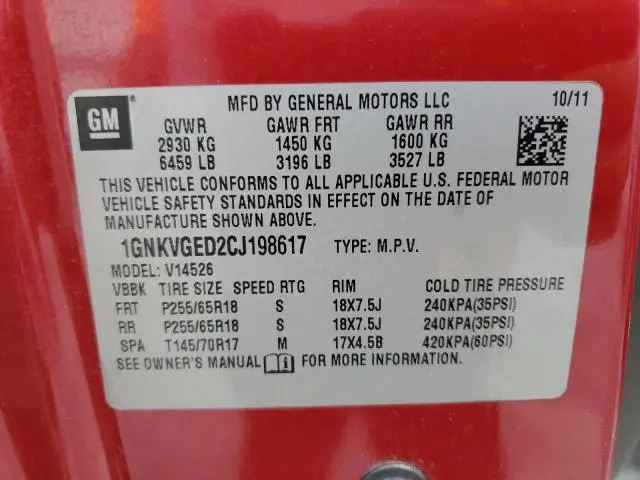 GM ® MFD BY GENERAL MOTORS LLC 10/11
GVWR GAWR FRT GAWR RR
2930 KG 1450 KG 1600 KG
6459 LB 3196 LB 3527 LB
THIS VEHICLE CONFORMS TO ALL APPLICABLE U.S. FEDERAL MOTOR
VEHICLE SAFETY STANDARDS IN EFFECT ON THE DATE OF
MANUFACTURE SHOWN ABOVE.
1GNKVGED2CJ198617 TYPE: M.P.V.
MODEL: V14526
VBBK TIRE SIZE SPEED RTG RIM COLD TIRE PRESSURE
FRT P255/65R18 S 18X7.5J 240KPA(35PSI)
RR P255/65R18 S 18X7.5J 240KPA(35PSI)
SPA T145/70R17 M 17X4.5B 420KPA(60PSI)
SEE OWNER'S MANUAL i FOR MORE INFORMATION.